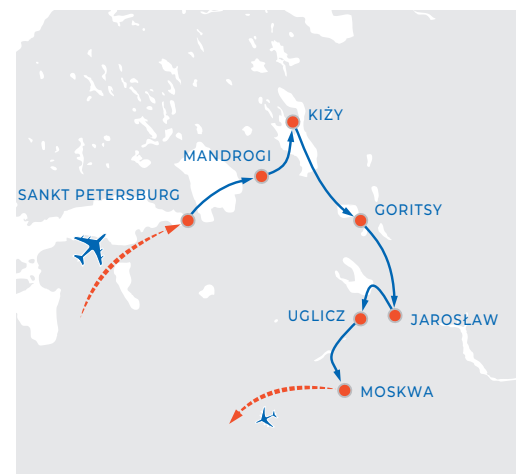 KIŻY
MANDROGI
SANKT PETERSBURG
GORITSY
UGLICZ
JAROSŁAW
MOSKWA